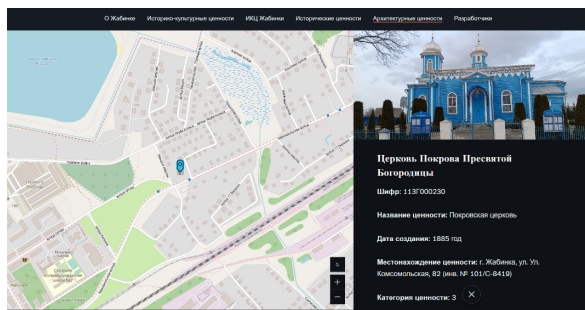 О Жабинке
Историко-культурные ценности
ИКЦ Жабинки
Исторические ценности
Архитектурные ценности
Разработчики
Церковь Покрова Пресвятой
Богородицы
Шифр: 113Г000230
Название ценности: Покровская церковь
Дата создания: 1885 год
Местонахождение ценности: г. Жабинка, ул. Ул.
Комсомольская, 82 (инв. № 101/С-8419)
Категория ценности: 3